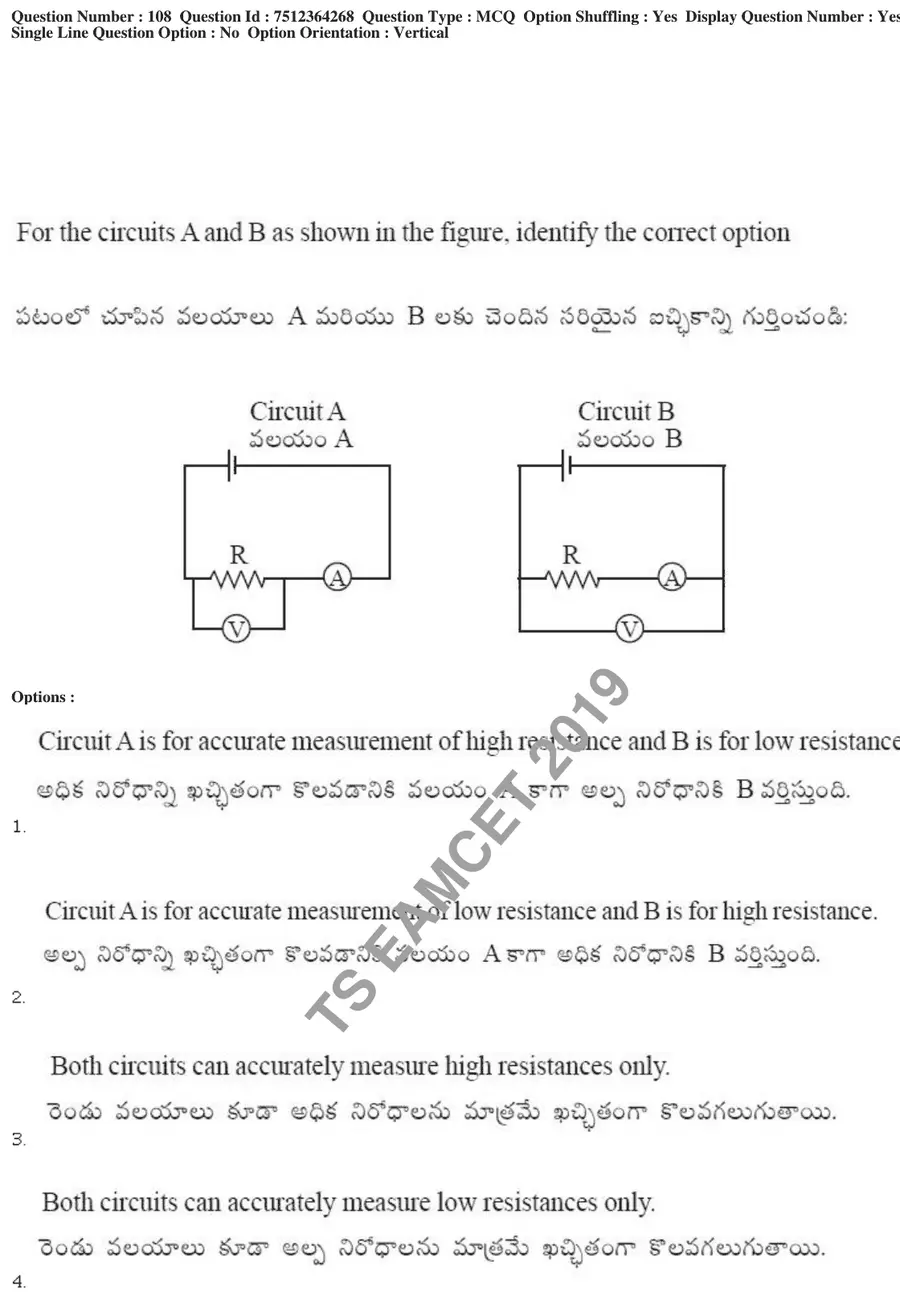 Question Number : 108 Question Id : 7512364268 Question Type : MCQ Option Shuffling : Yes Display Question Number : Yes
Single Line Question Option : No Option Orientation : Vertical
For the circuits A and B as shown in the figure, identify the correct option
పటంలో చూపిన వలయాలు A మరియు B లకు చెందిన సరియైన ఐచ్ఛికాన్ని గుర్తించండి:
Circuit A
వలయం A
R
A
V
Circuit B
వలయం B
R
A
V
Options :
Circuit A is for accurate measurement of high resistance and B is for low resistance
అధిక నిరోధాన్ని ఖచ్చితంగా కొలవడానికి వలయం A కాగా అల్ప నిరోధానికి B వర్తిస్తుంది.
1.
Circuit A is for accurate measurement of low resistance and B is for high resistance.
అల్ప నిరోధాన్ని ఖచ్చితంగా కొలవడానికి వలయం A కాగా అధిక నిరోధానికి B వర్తిస్తుంది.
2.
Both circuits can accurately measure high resistances only.
రెండు వలయాలు కూడా అధిక నిరోధాలను మాత్రమే ఖచ్చితంగా కొలవగలుగుతాయి.
3.
Both circuits can accurately measure low resistances only.
రెండు వలయాలు కూడా అల్ప నిరోధాలను మాత్రమే ఖచ్చితంగా కొలవగలుగుతాయి.
4.
TS EAMCET 2019